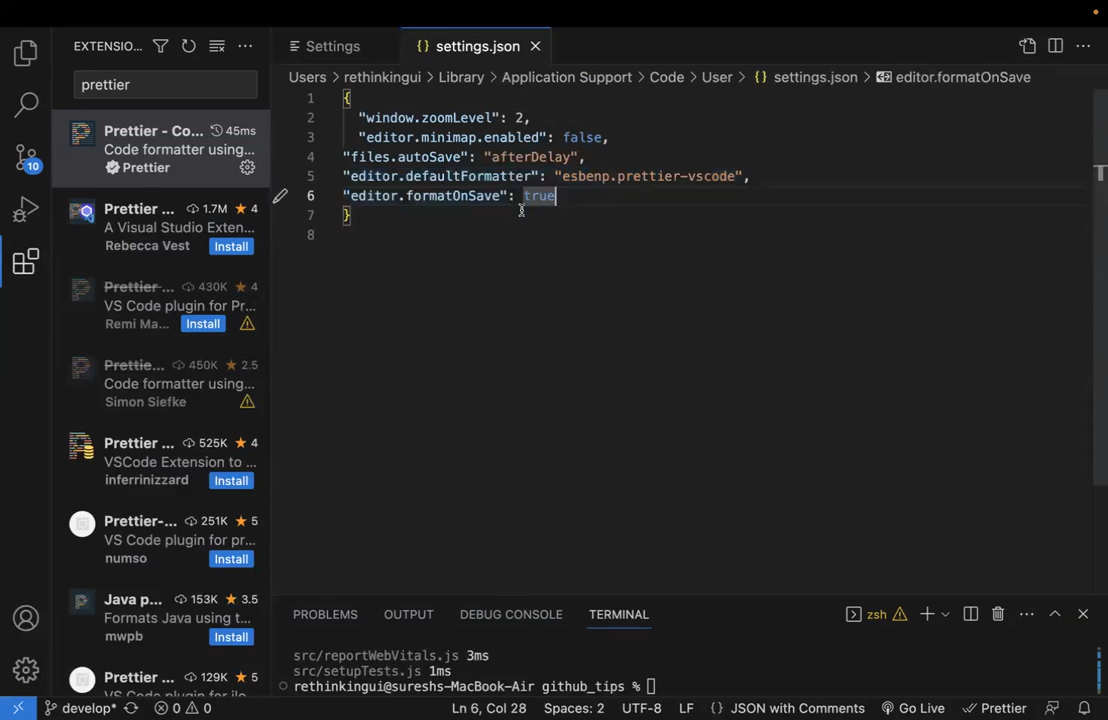 EXTENSIO...
Settings
{} settings.json
prettier
Users
rethinkingui
Library
Application Support
Code
User
{} settings.json
editor.formatOnSave
Prettier - Co...
45ms
Code formatter using...
Prettier
Prettier ...
1.7M
4
A Visual Studio Exten...
Rebecca Vest
Install
Prettier ...
430K
4
VS Code plugin for Pr...
Remi Ma...
Install
Prettie...
450K
2.5
Code formatter using...
Simon Siefke
Prettier ...
525K
4
VSCode Extension to ...
inferrinizzard
Install
Prettier-...
251K
5
VS Code plugin for pr...
numso
Install
Java p...
153K
3.5
Formats Java using t...
mwpb
Install
Prettier ...
129K
5
1 {
2 "window.zoomLevel": 2,
3 "editor.minimap.enabled": false,
4 "files.autoSave": "afterDelay",
5 "editor.defaultFormatter": "esbenp.prettier-vscode",
6 "editor.formatOnSave": true
7 }
8
10
PROBLEMS
OUTPUT
DEBUG CONSOLE
TERMINAL
zsh
src/reportWebVitals.js 3ms
src/setupTests.js 1ms
rethinkingui@sureshs-MacBook-Air github_tips %
develop*
0
0
Ln 6, Col 28
Spaces: 2
UTF-8
LF
{} JSON with Comments
Go Live
Prettier